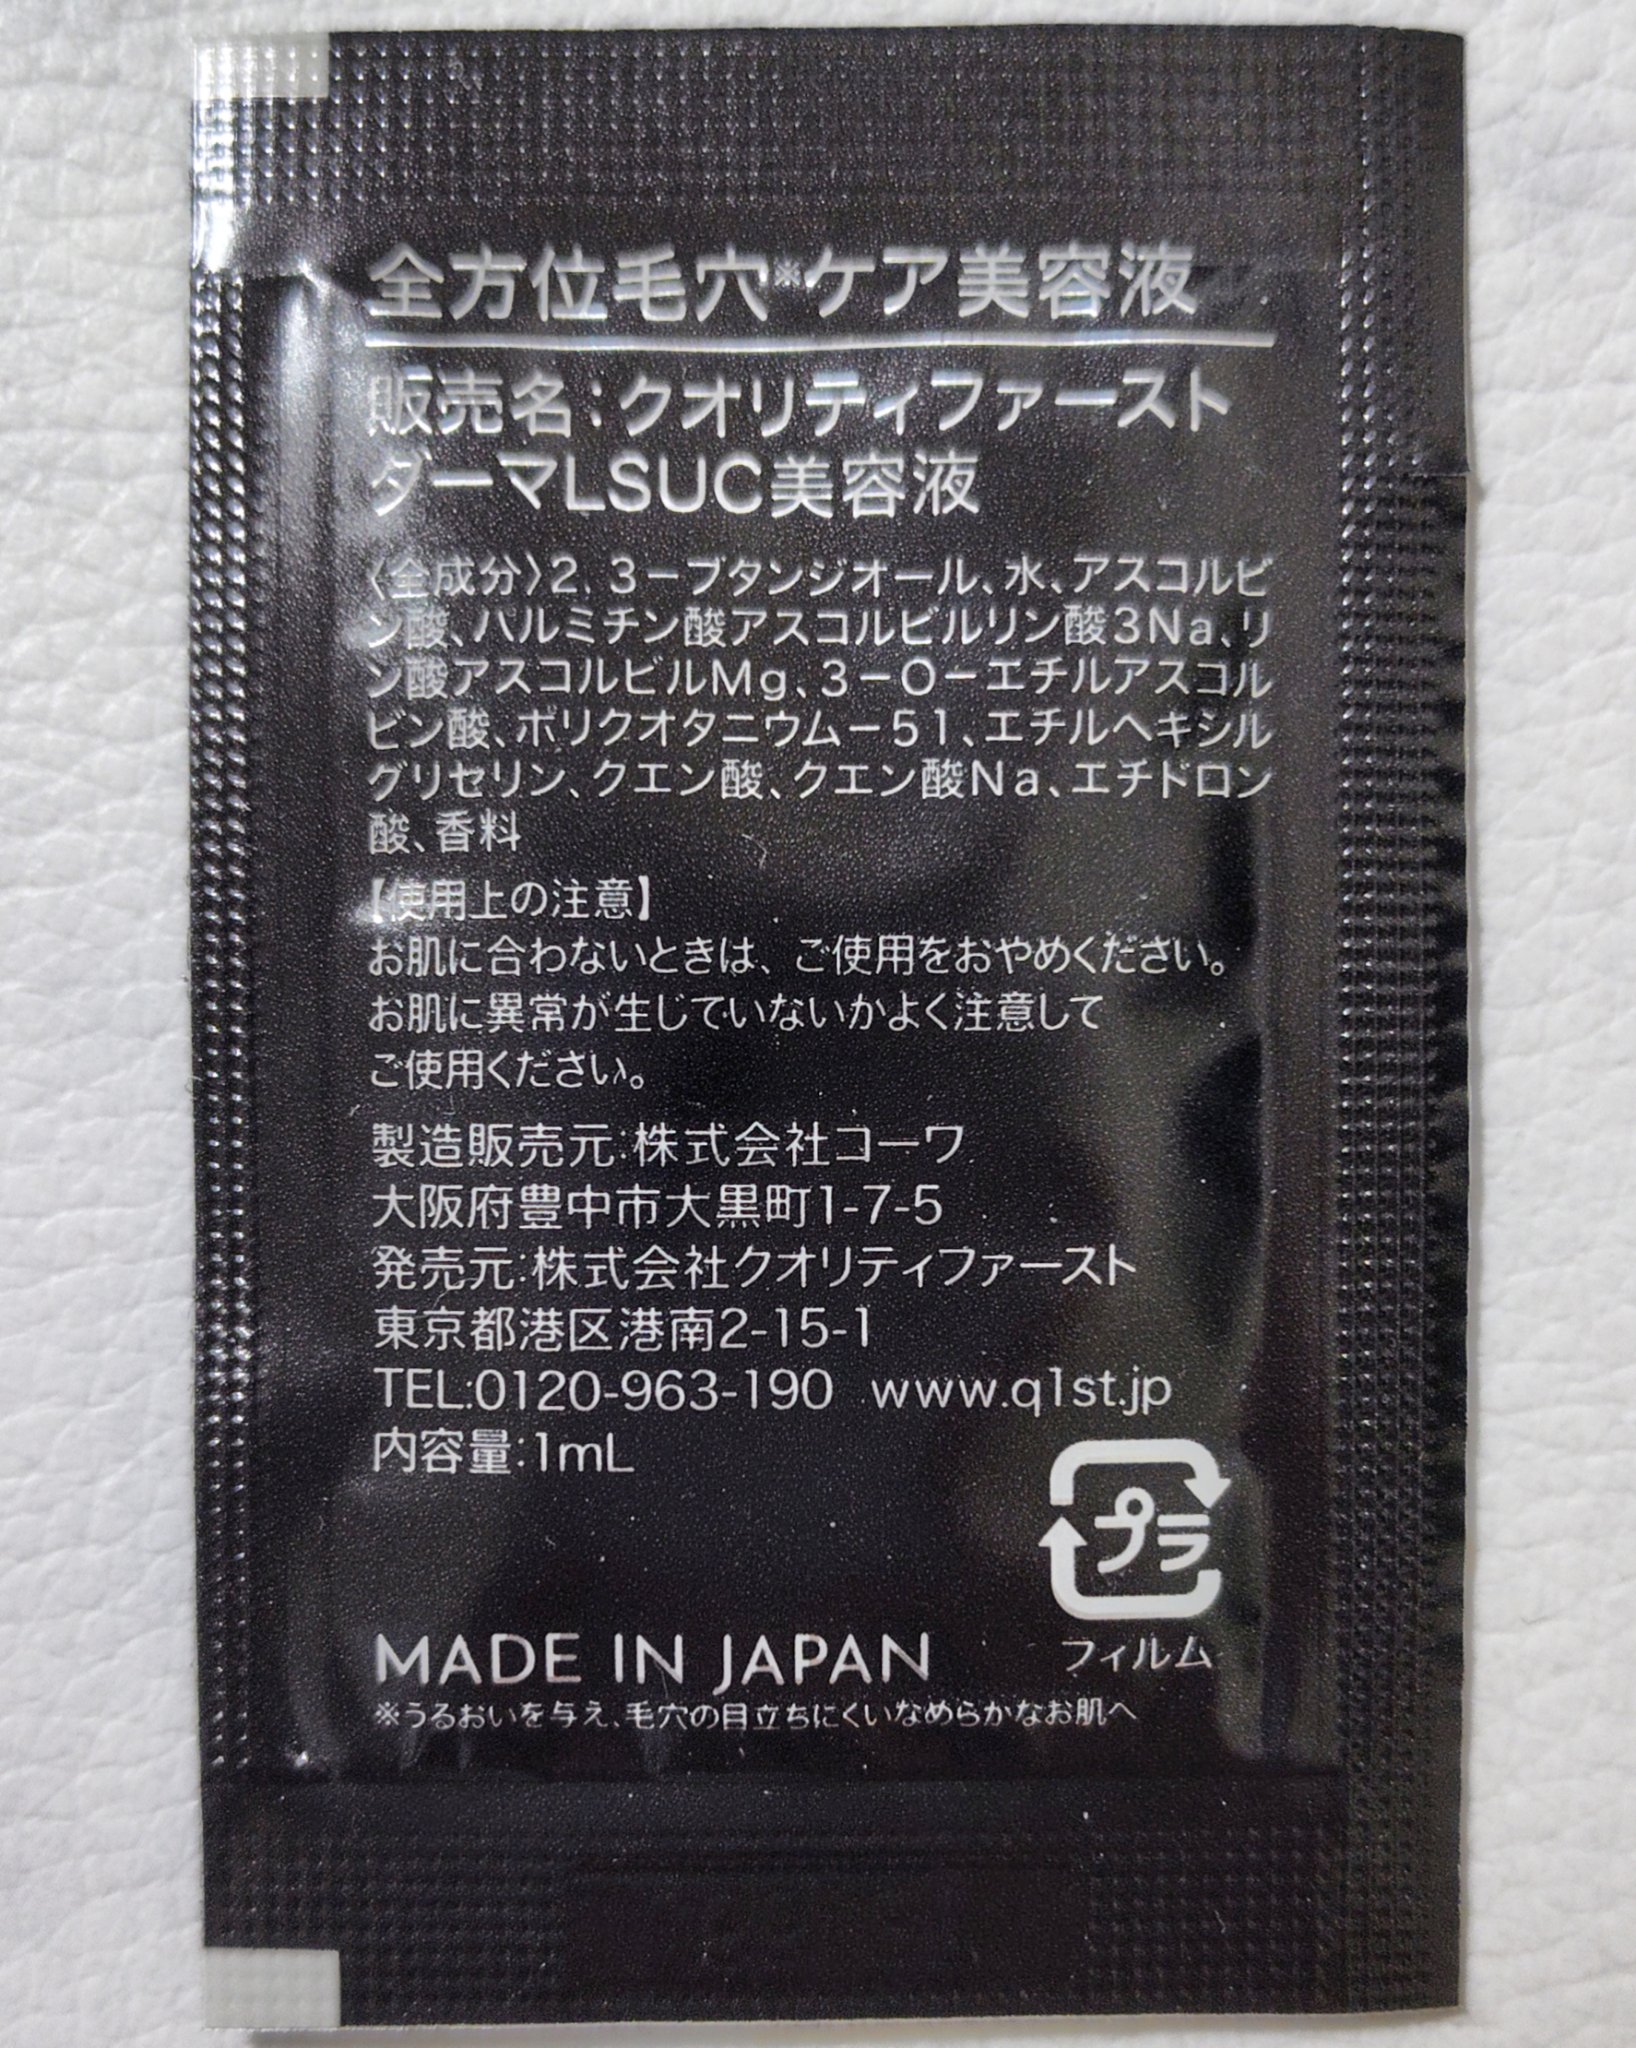 全方位毛穴※ケア美容液
販売名:クオリティファースト
ダーマLSUC美容液
〈全成分〉2、3－ブタンジオール、水、アスコルビ
ン酸、パルミチン酸アスコルビルリン酸3Na、リ
ン酸アスコルビルMg、3－O－エチルアスコル
ビン酸、ポリクオタニウム－51、エチルヘキシル
グリセリン、クエン酸、クエン酸Na、エチドロン
酸、香料
【使用上の注意】
お肌に合わないときは、ご使用をおやめください。
お肌に異常が生じていないかよく注意して
ご使用ください。
製造販売元:株式会社コーワ
大阪府豊中市大黒町1-7-5
発売元:株式会社クオリティファースト
東京都港区港南2-15-1
TEL:0120-963-190 www.q1st.jp
内容量:1mL
プラ
フィルム
MADE IN JAPAN
※うるおいを与え、毛穴の目立ちにくいなめらかなお肌へ